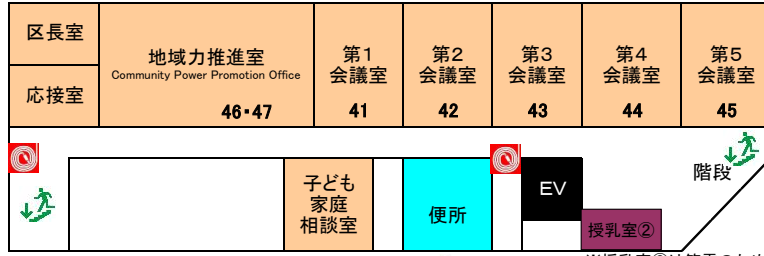 区長室
応接室
地域力推進室
Community Power Promotion Office
46・47
第1
会議室
41
第2
会議室
42
第3
会議室
43
第4
会議室
44
第5
会議室
45
子ども
家庭
相談室
便所
EV
授乳室②
階段